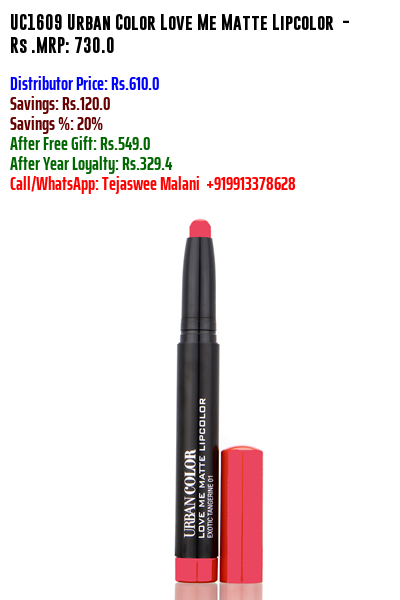 UC1609 Urban Color Love Me Matte Lipcolor -
Rs .MRP: 730.0
Distributor Price: Rs.610.0
Savings: Rs.120.0
Savings %: 20%
After Free Gift: Rs.549.0
After Year Loyalty: Rs.329.4
Call/WhatsApp: Tejaswee Malani +919913378628
URBAN COLOR
LOVE ME MATTE LIPCOLOR
EXOTIC TANGERINE 01